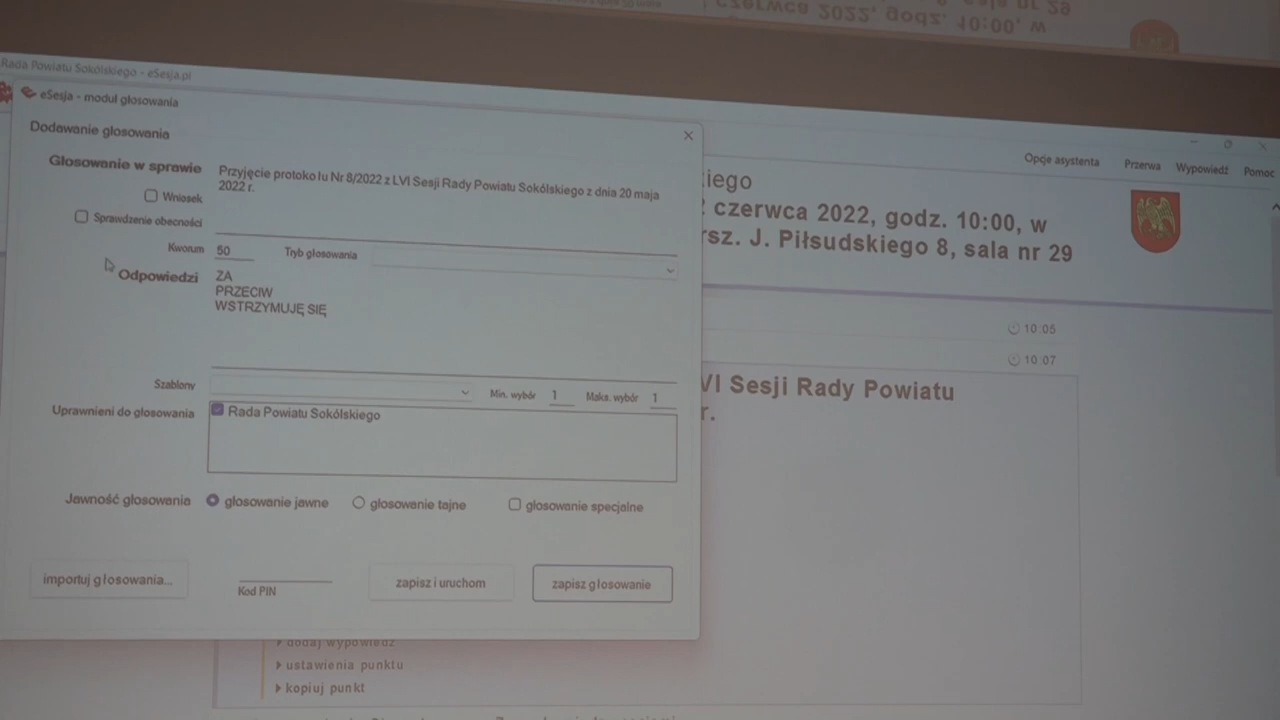 czerwca 2022, godz. 10:00, w
Rada Powiatu Sokólskiego - eSesja.pl
eSesja - moduł głosowania
Dodawanie głosowania
Głosowanie w sprawie
Przyjęcie protokołu Nr 8/2022 z LVI Sesji Rady Powiatu Sokólskiego z dnia 20 maja
2022 r.
Wniosek
Sprawdzenie obecności
Kworum 50 Tryb głosowania
Odpowiedzi ZA
PRZECIW
WSTRZYMUJĘ SIĘ
Szablony Min. wybór 1 Maks. wybór 1
Uprawnieni do głosowania Rada Powiatu Sokólskiego
Jawność głosowania głosowanie jawne głosowanie tajne głosowanie specjalne
importuj głosowania... Kod PIN zapisz i uruchom zapisz głosowanie
Opcje asystenta Przerwa Wypowiedź Pomoc
iego
czerwca 2022, godz. 10:00, w
rsz. J. Piłsudskiego 8, sala nr 29
10:05
10:07
VI Sesji Rady Powiatu
r.
dodaj wypowiedź
ustawienia punktu
kopiuj punkt